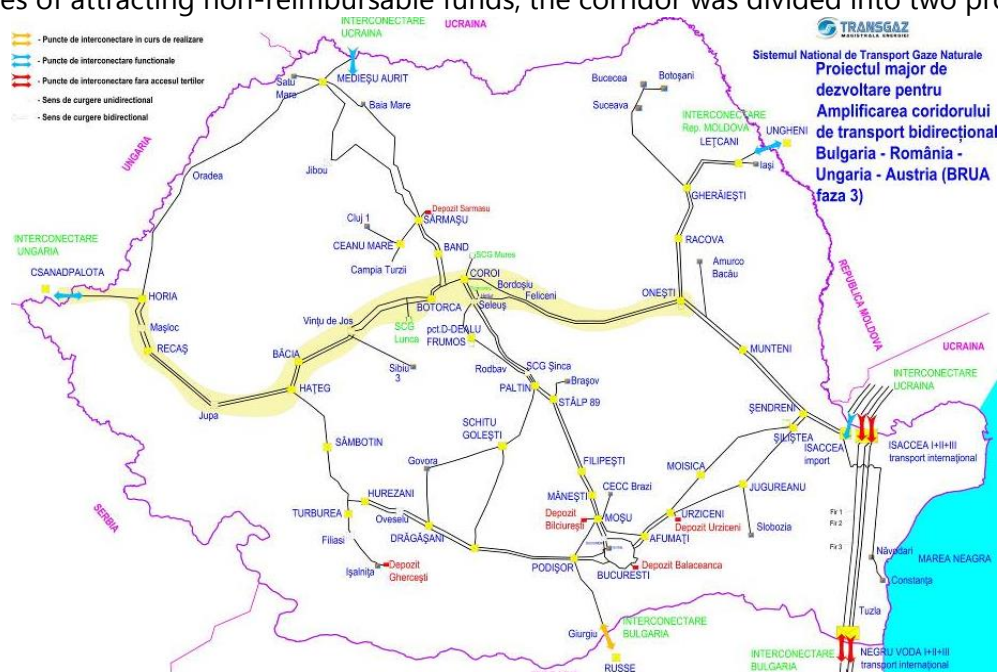 es of attracting non-reimbursable funds, the corridor was divided into two pro
- Puncte de interconectare in curs de realizare
- Puncte de interconectare functionale
- Puncte de interconectare fara accesul tertilor
- Sens de curgere unidirectional
- Sens de curgere bidirectional
INTERCONECTARE
UCRAINA
UCRAINA
TRANSGAZ
MAGISTRALA ENERGIEI
Sistemul National de Transport Gaze Naturale
Proiectul major de
dezvoltare pentru
Amplificarea coridorului
de transport bidirecțional
Bulgaria - România -
Ungaria - Austria (BRUA
faza 3)
Satu
Mare
MEDIEȘU AURIT
Baia Mare
Bucecea
Botoșani
Suceava
INTERCONECTARE
Rep. MOLDOVA
UNGHENI
LEȚCANI
Iași
UNGARIA
Oradea
Jibou
GHERĂIEȘTI
Depozit Sarmasu
SĂRMAȘU
Cluj 1
CEANU MARE
Campia Turzii
BAND
SCG Mures
RACOVA
Amurco
Bacău
REPUBLICA MOLDOVA
INTERCONECTARE
UNGARIA
CSANADPALOTA
HORIA
COROI
Bordoșiu
Feliceni
Seleuș
ONEȘTI
BOTORCA
Vințu de Jos
SCG
Lunca
pct.D-DEALU
FRUMOS
Mașloc
RECAȘ
BĂCIA
Sibiu
3
Rodbav
SCG Șinca
MUNTENI
UCRAINA
HAȚEG
PALTIN
Brașov
STÂLP 89
INTERCONECTARE
UCRAINA
Jupa
SCHITU
GOLEȘTI
ȘENDRENI
SILIȘTEA
ISACCEA
import
ISACCEA I+II+III
transport internațional
SÂMBOTIN
Govora
FILIPEȘTI
MOISICA
CECC Brazi
MĂNEȘTI
JUGUREANU
HUREZANI
TURBUREA
Oveselu
DRĂGĂȘANI
Depozit
Bilciurești
MOȘU
URZICENI
Depozit Urziceni
Slobozia
Fir 1
Fir 2
Fir 3
SERBIA
Filiasi
AFUMAȚI
Ișalnița
Depozit
Ghercești
PODIȘOR
BUCURESTI
Depozit Balaceanca
Năvodari
MAREA NEAGRA
Constanța
Tuzla
Giurgiu
INTERCONECTARE
BULGARIA
RUSSE
INTERCONECTARE
BULGARIA
NEGRU VODA I+II+III
transport internațional